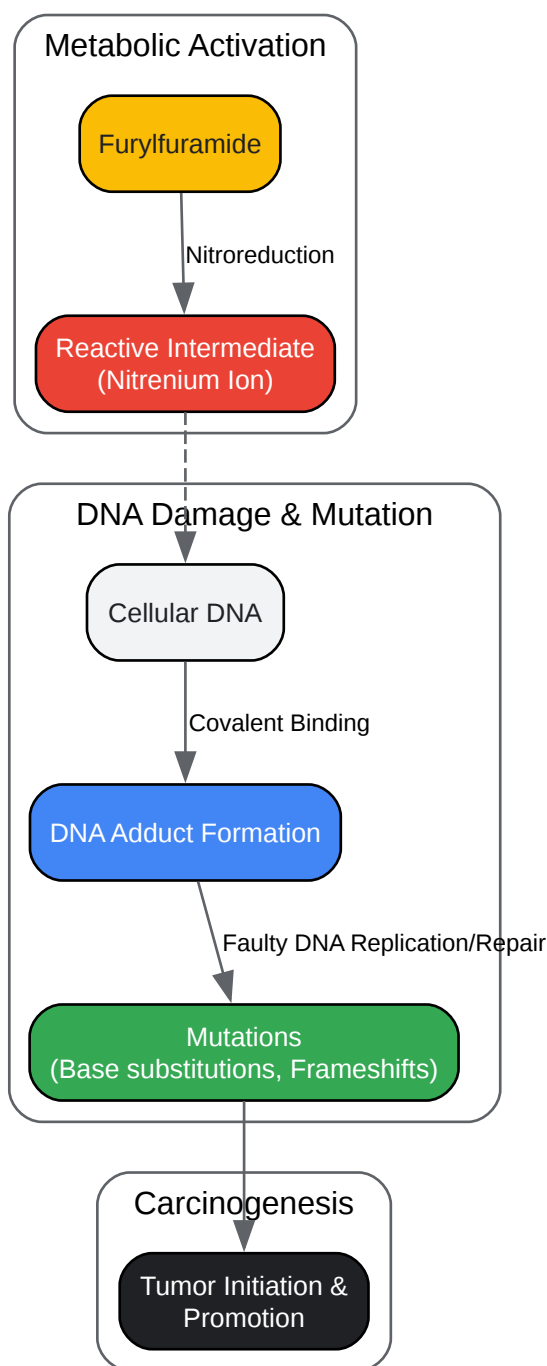 Metabolic Activation
Furylfuramide
Nitroreduction
Reactive Intermediate
(Nitrenium Ion)
DNA Damage & Mutation
Cellular DNA
Covalent Binding
DNA Adduct Formation
Faulty DNA Replication/Repair
Mutations
(Base substitutions, Frameshifts)
Carcinogenesis
Tumor Initiation &
Promotion